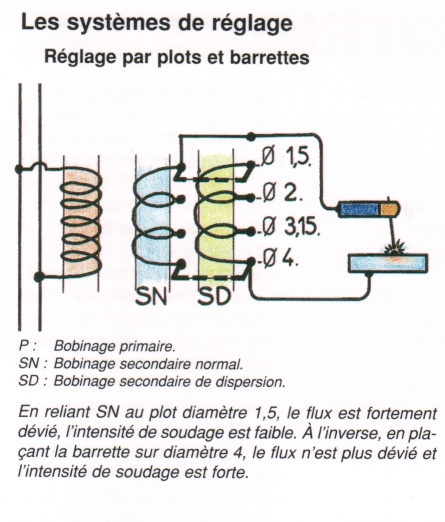 Les systèmes de réglage
Réglage par plots et barrettes
Ø 1,5.
Ø 2.
Ø 3,15.
Ø 4.
SN SD
P : Bobinage primaire.
SN : Bobinage secondaire normal.
SD : Bobinage secondaire de dispersion.
En reliant SN au plot diamètre 1,5, le flux est fortement
dévié, l'intensité de soudage est faible. À l'inverse, en pla-
çant la barrette sur diamètre 4, le flux n'est plus dévié et
l'intensité de soudage est forte.